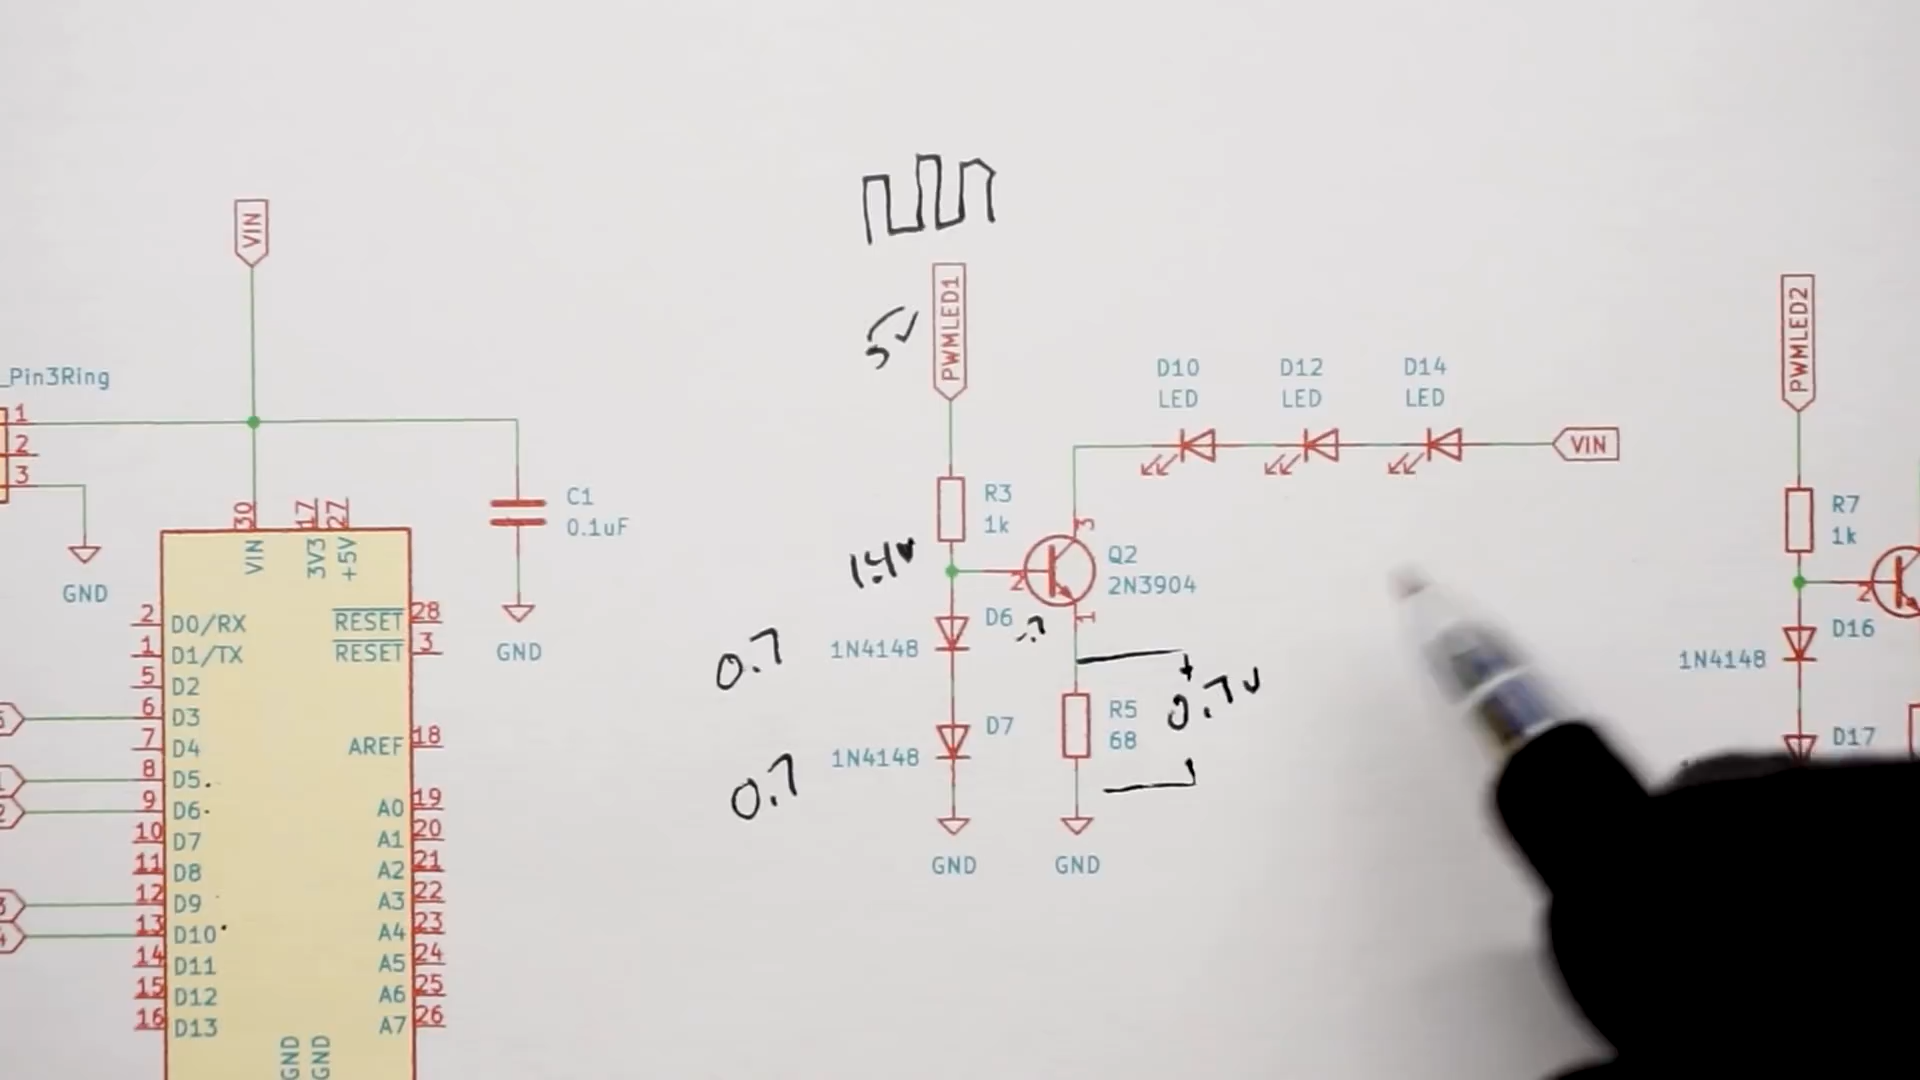 VIN
_Pin3Ring
1
2
3
GND
C1
0.1uF
GND
30
17
27
VIN
3V3
+5V
2 D0/RX
1 D1/TX
5 D2
6 D3
7 D4
8 D5
9 D6
10 D7
11 D8
12 D9
13 D10
14 D11
15 D12
16 D13
RESET 28
RESET 3
AREF 18
A0 19
A1 20
A2 21
A3 22
A4 23
A5 24
A6 25
A7 26
GND
GND
5V
PWMLED1
R3
1k
1.4V
2
3
1
Q2
2N3904
D6
1N4148
0.7
.7
D7
1N4148
0.7
R5
68
0.7V
GND
GND
D10
LED
D12
LED
D14
LED
VIN
PWMLED2
R7
1k
2
D16
1N4148
D17